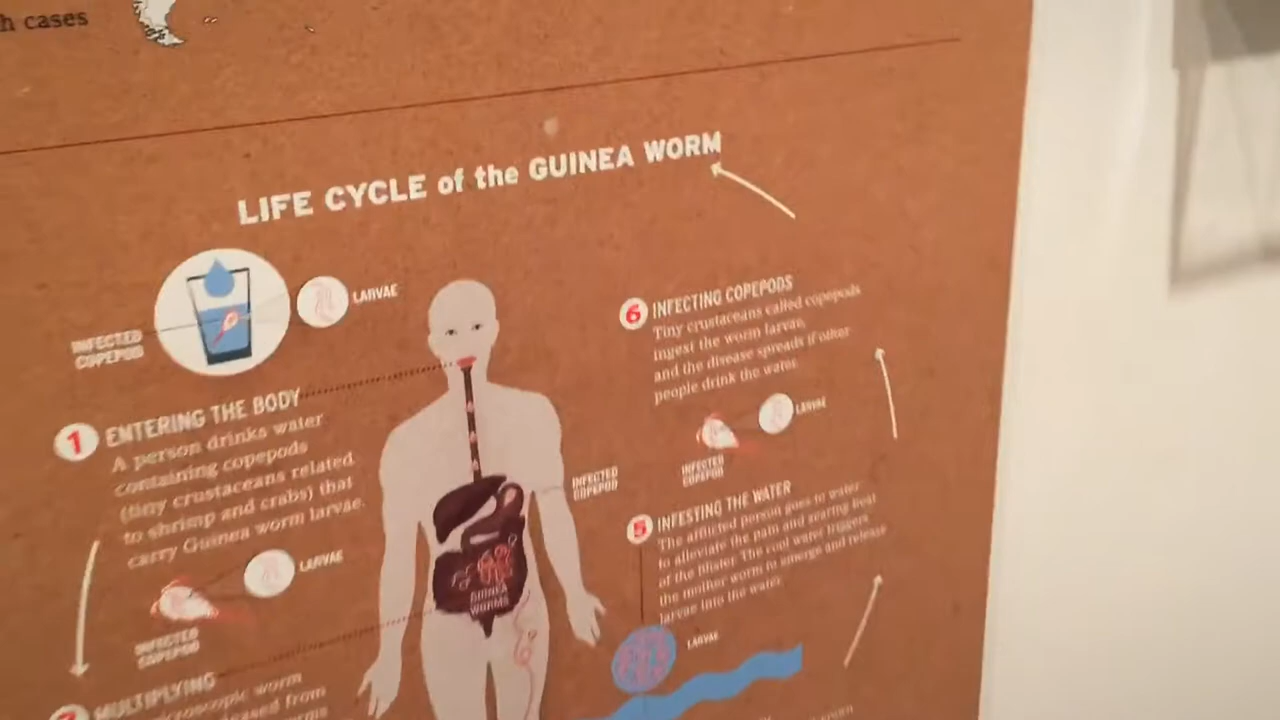 h cases
LIFE CYCLE of the GUINEA WORM
LARVAE
INFECTED
COPEPOD
1 ENTERING THE BODY
A person drinks water
containing copepods
(tiny crustaceans related
to shrimp and crabs) that
carry Guinea worm larvae.
LARVAE
INFECTED
COPEPOD
2 MULTIPLYING
microscopic worm
released from
INFECTED
COPEPOD
GUINEA
WORMS
6 INFECTING COPEPODS
Tiny crustaceans called copepods
ingest the worm larvae,
and the disease spreads if other
people drink the water.
LARVAE
INFECTED
COPEPOD
5 INFESTING THE WATER
The afflicted person goes to water
to alleviate the pain and searing heat
of the blister. The cool water triggers
the mother worm to emerge and release
larvae into the water.
LARVAE